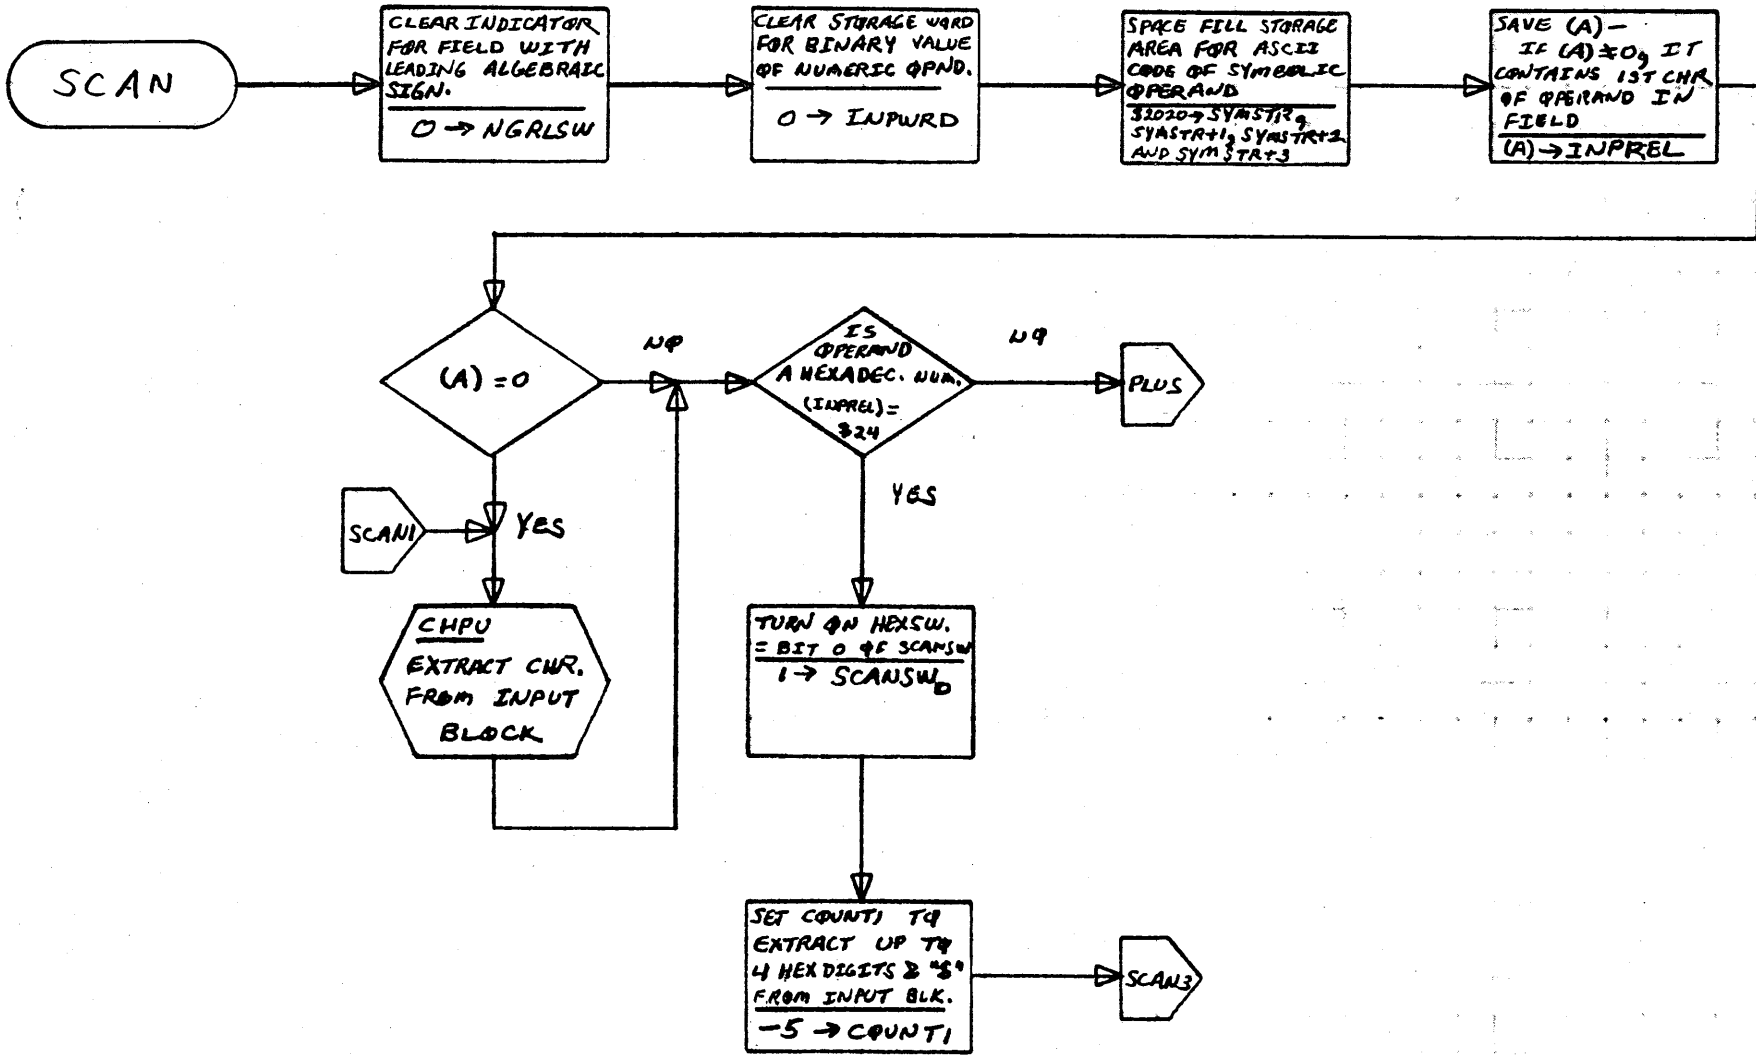 SCAN
CLEAR INDICATOR
FOR FIELD WITH
LEADING ALGEBRAIC
SIGN.
0 → NGRLSW
CLEAR STORAGE WORD
FOR BINARY VALUE
OF NUMERIC OPND.
0 → INPWRD
SPACE FILL STORAGE
AREA FOR ASCII
CODE OF SYMBOLIC
OPERAND
$2020→ SYMSTR,
SYMSTR+1, SYMSTR+2
AND SYMSTR+3
SAVE (A) –
IF (A) ≠ 0, IT
CONTAINS 1ST CHR
OF OPERAND IN
FIELD
(A) → INPREL
(A) = 0
NO
IS
OPERAND
A HEXADEC. NUM.
(INPREL) =
$24
NO
PLUS
SCAN1
YES
YES
CHPU
EXTRACT CHR.
FROM INPUT
BLOCK
TURN ON HEXSW.
= BIT 0 OF SCANSW
1 → SCANSW0
SET COUNT1 TO
EXTRACT UP TO
4 HEX DIGITS & "$"
FROM INPUT BLK.
–5 → COUNT1
SCAN3